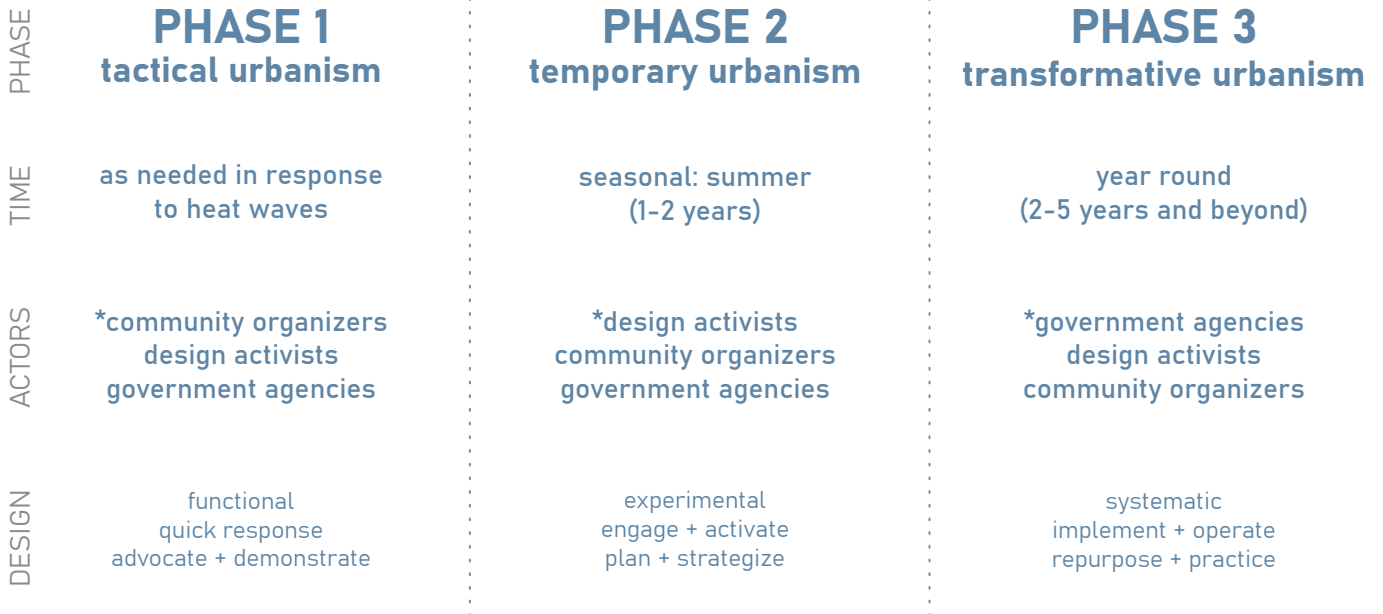 PHASE
PHASE 1
tactical urbanism
PHASE 2
temporary urbanism
PHASE 3
transformative urbanism
TIME
as needed in response
to heat waves
seasonal: summer
(1-2 years)
year round
(2-5 years and beyond)
ACTORS
*community organizers
design activists
government agencies
*design activists
community organizers
government agencies
*government agencies
design activists
community organizers
DESIGN
functional
quick response
advocate + demonstrate
experimental
engage + activate
plan + strategize
systematic
implement + operate
repurpose + practice